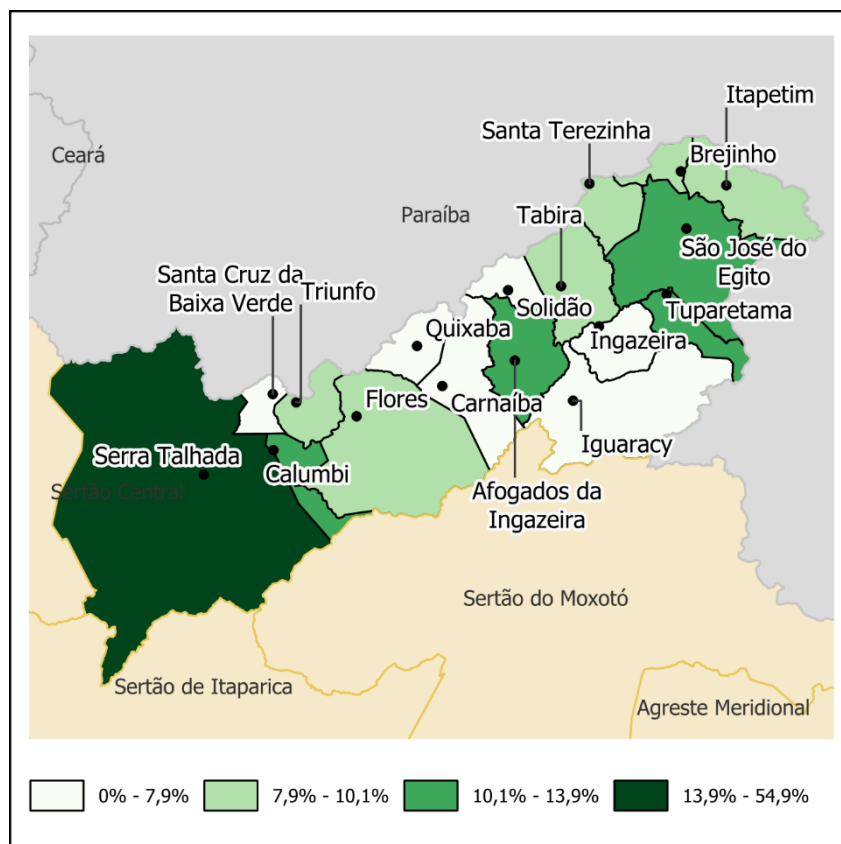 Itapetim
Santa Terezinha
Ceará
Brejinho
Paraíba
Tabira
São José do
Egito
Santa Cruz da
Baixa Verde
Triunfo
Solidão
Tuparetama
Quixaba
Ingazeira
Flores
Carnaíba
Iguaracy
Serra Talhada
Calumbi
Sertão Central
Afogados da
Ingazeira
Sertão do Moxotó
Sertão de Itaparica
Agreste Meridional
0% - 7,9%
7,9% - 10,1%
10,1% - 13,9%
13,9% - 54,9%